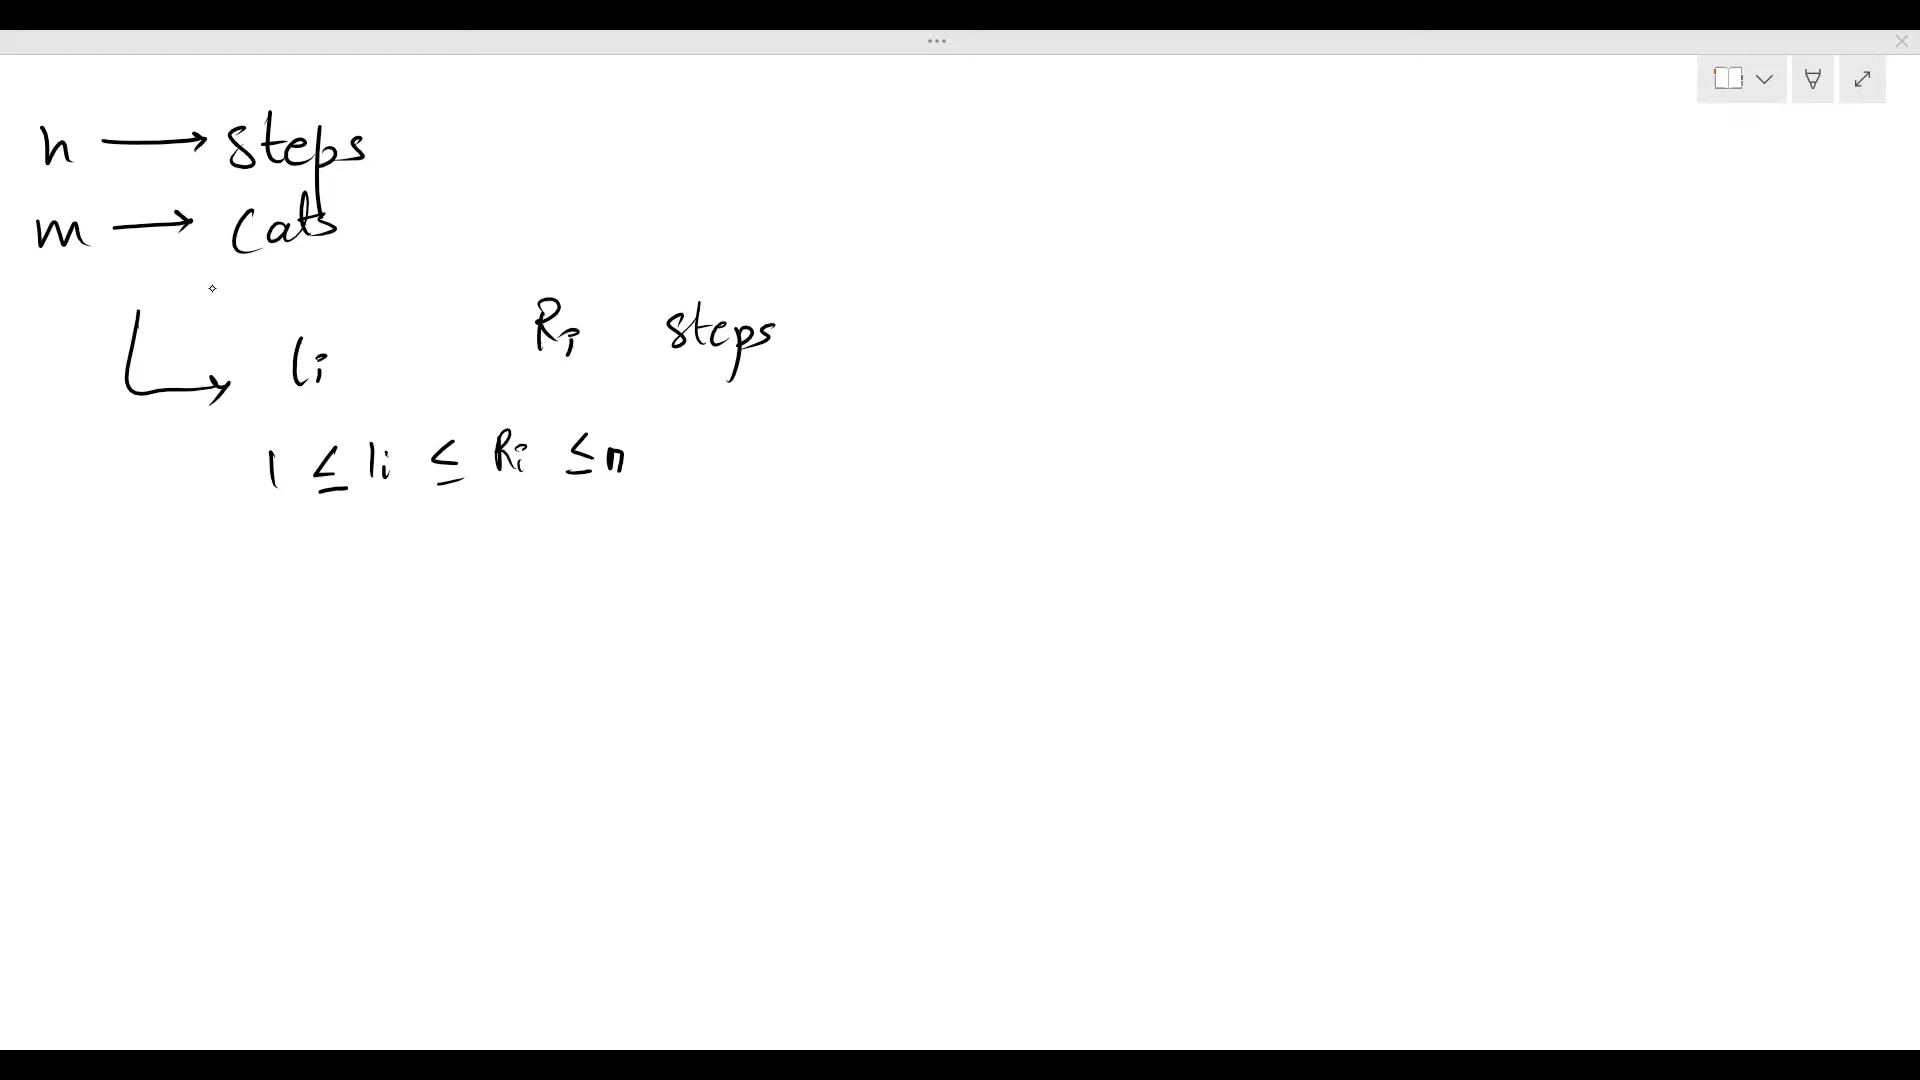 n → steps
m → cats
li Ri steps
1 ≤ li ≤ Ri ≤ n